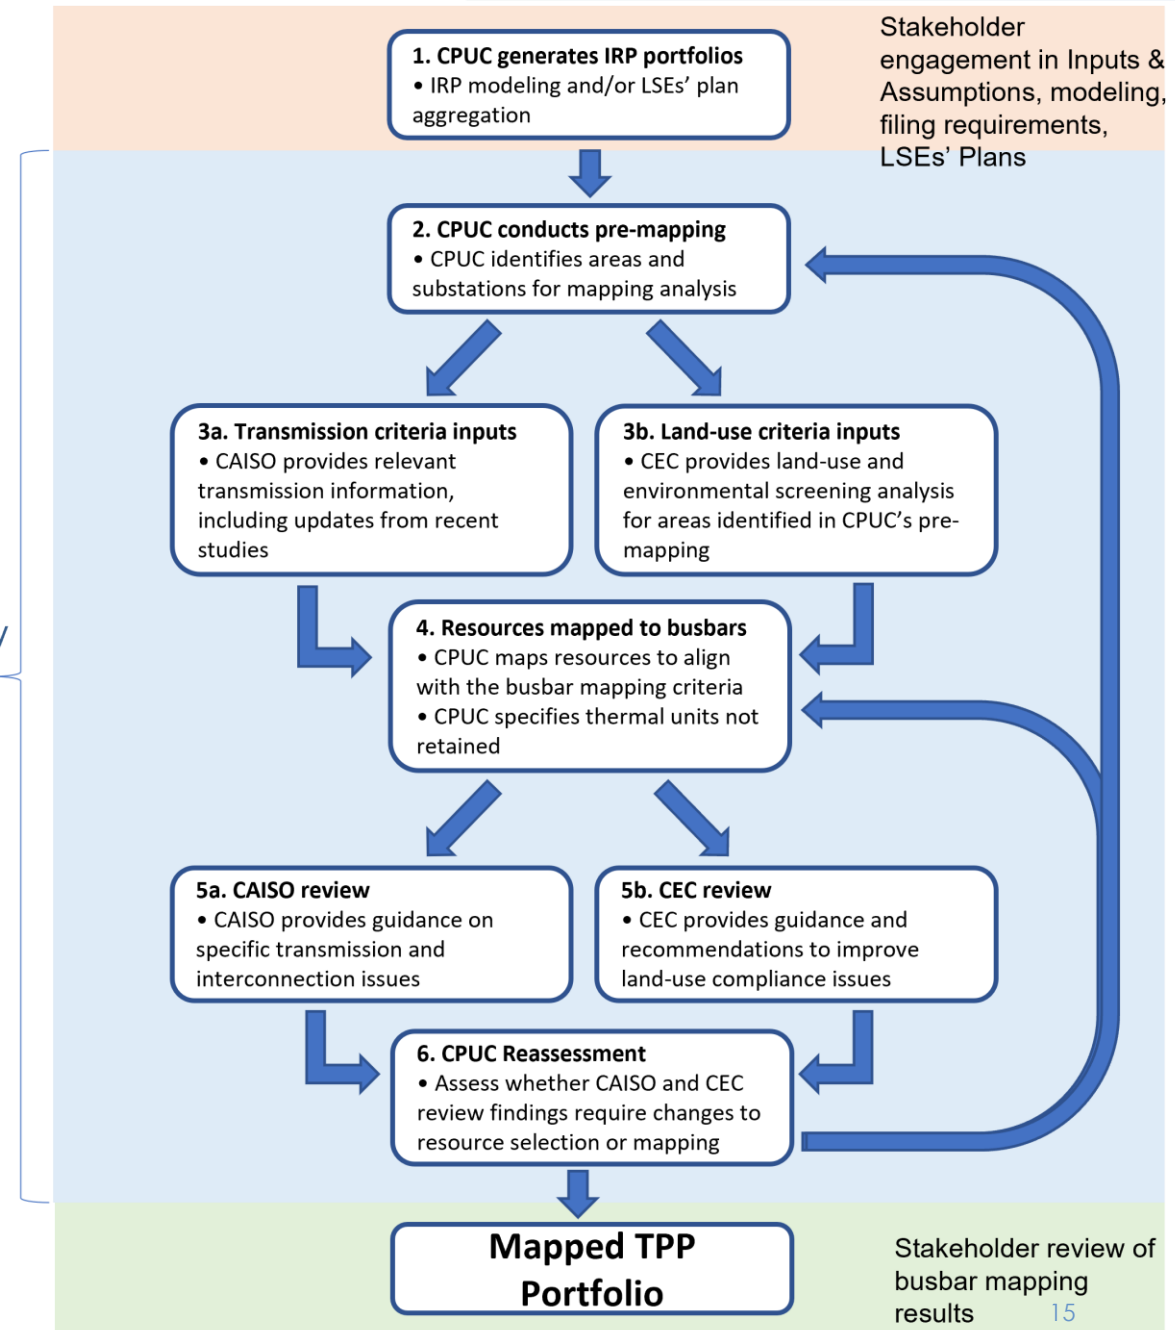 Stakeholder
engagement in Inputs &
Assumptions, modeling,
filing requirements,
LSEs' Plans
1. CPUC generates IRP portfolios
• IRP modeling and/or LSEs' plan
aggregation
2. CPUC conducts pre-mapping
• CPUC identifies areas and
substations for mapping analysis
3a. Transmission criteria inputs
• CAISO provides relevant
transmission information,
including updates from recent
studies
3b. Land-use criteria inputs
• CEC provides land-use and
environmental screening analysis
for areas identified in CPUC's pre-
mapping
4. Resources mapped to busbars
• CPUC maps resources to align
with the busbar mapping criteria
• CPUC specifies thermal units not
retained
5a. CAISO review
• CAISO provides guidance on
specific transmission and
interconnection issues
5b. CEC review
• CEC provides guidance and
recommendations to improve
land-use compliance issues
6. CPUC Reassessment
• Assess whether CAISO and CEC
review findings require changes to
resource selection or mapping
Mapped TPP
Portfolio
Stakeholder review of
busbar mapping
results
15